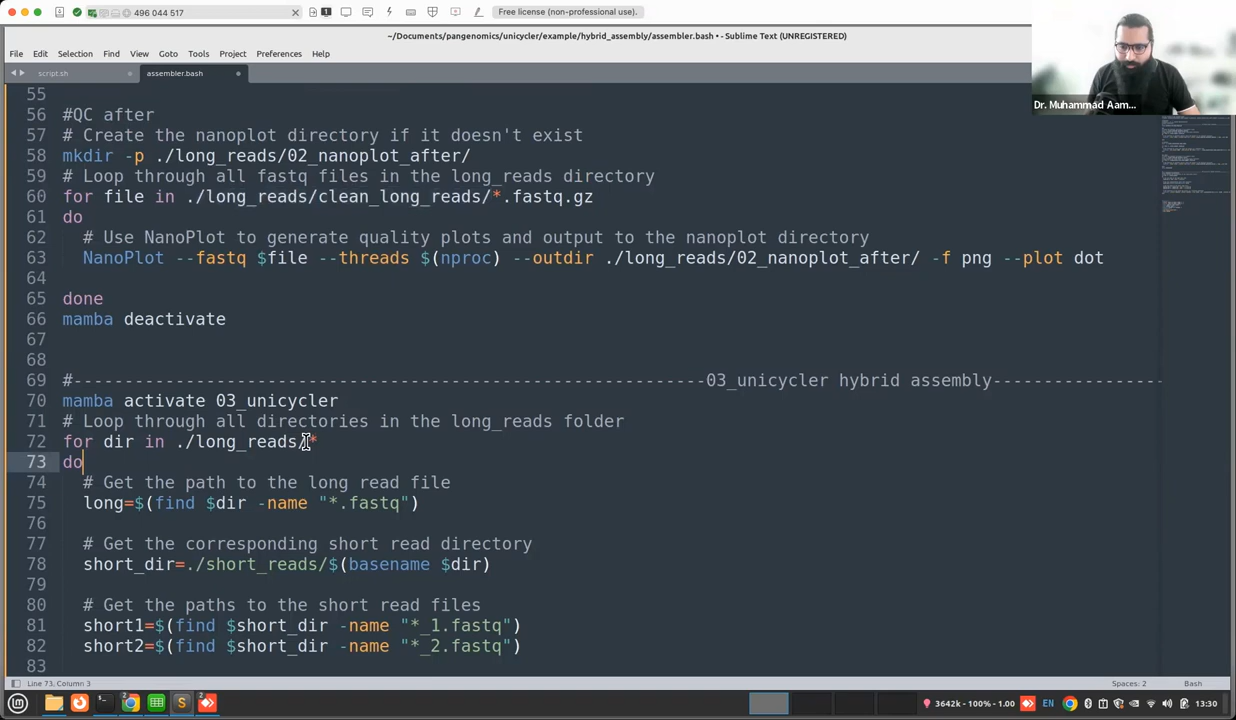 496 044 517
Free license (non-professional use).
~/Documents/pangenomics/unicycler/example/hybrid_assembly/assembler.bash • - Sublime Text (UNREGISTERED)
File Edit Selection Find View Goto Tools Project Preferences Help
script.sh
assembler.bash
Dr. Muhammad Aam...
55
56 #QC after
57 # Create the nanoplot directory if it doesn't exist
58 mkdir -p ./long_reads/02_nanoplot_after/
59 # Loop through all fastq files in the long_reads directory
60 for file in ./long_reads/clean_long_reads/*.fastq.gz
61 do
62 # Use NanoPlot to generate quality plots and output to the nanoplot directory
63 NanoPlot --fastq $file --threads $(nproc) --outdir ./long_reads/02_nanoplot_after/ -f png --plot dot
64
65 done
66 mamba deactivate
67
68
69 #--------------------------------------------------------------03_unicycler hybrid assembly-----------------
70 mamba activate 03_unicycler
71 # Loop through all directories in the long_reads folder
72 for dir in ./long_reads/*
73 do
74 # Get the path to the long read file
75 long=$(find $dir -name "*.fastq")
76
77 # Get the corresponding short read directory
78 short_dir=./short_reads/$(basename $dir)
79
80 # Get the paths to the short read files
81 short1=$(find $short_dir -name "*_1.fastq")
82 short2=$(find $short_dir -name "*_2.fastq")
83
Line 73, Column 3
Spaces: 2
Bash
3642k - 100% - 1.00
EN
13:30